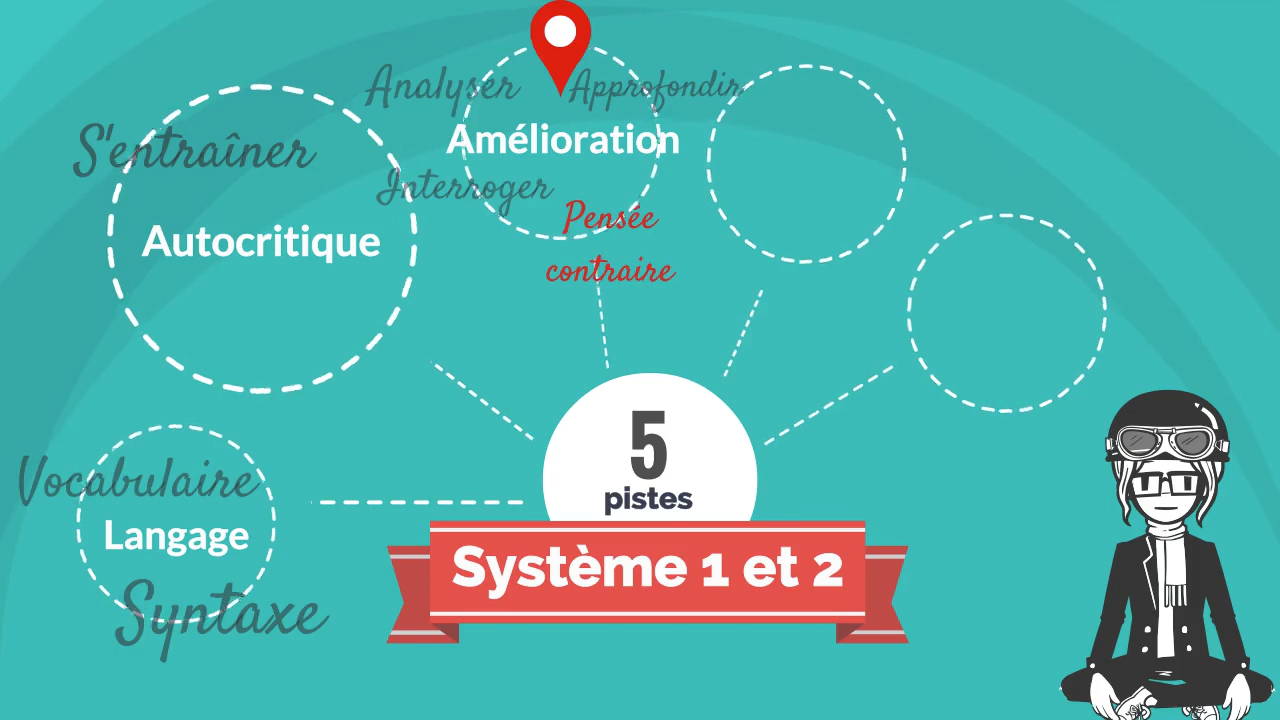 Analyser
Approfondir
Amélioration
Interroger
Pensée
contraire
S'entraîner
Autocritique
Vocabulaire
Langage
Syntaxe
5
pistes
Système 1 et 2